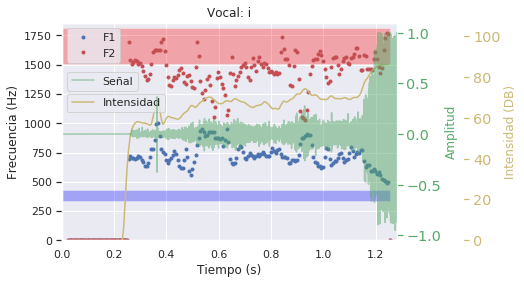 Vocal: i
F1
F2
Señal
Intensidad
Frecuencia (Hz)
1750
1500
1250
1000
750
500
250
0
0.0 0.2 0.4 0.6 0.8 1.0 1.2
Tiempo (s)
1.0
0.5
0.0
−0.5
−1.0
Amplitud
100
80
60
40
20
0
Intensidad (DB)